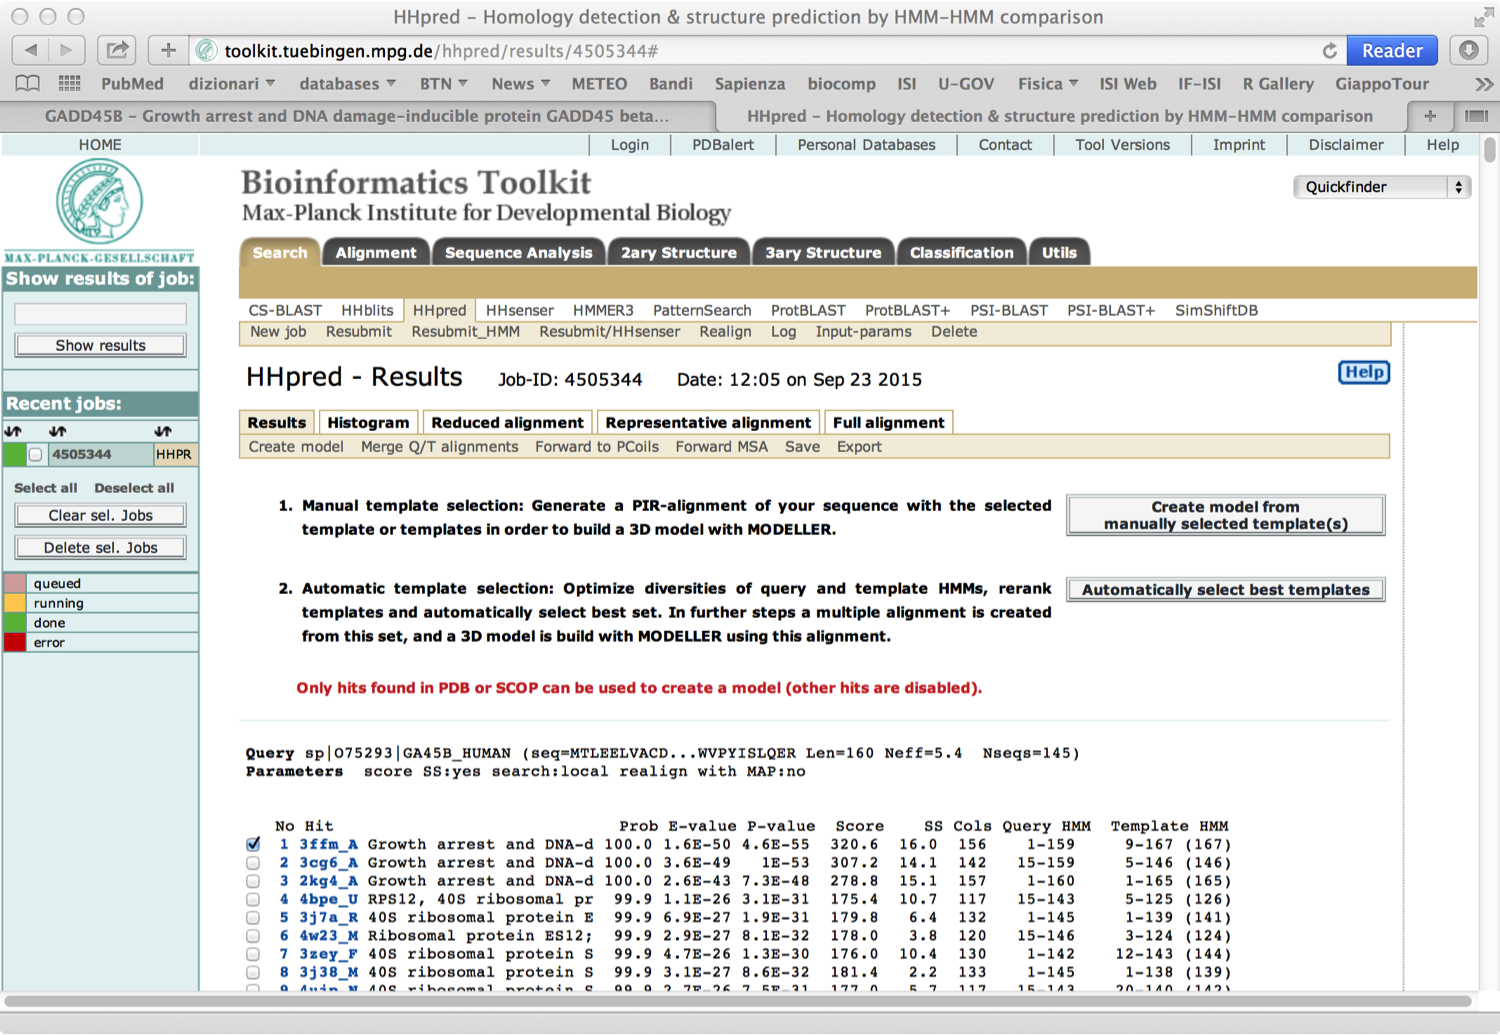 HHpred – Homology detection & structure prediction by HMM-HMM comparison
toolkit.tuebingen.mpg.de/hhpred/results/4505344#
Reader
PubMed dizionari databases BTN News METEO Bandi Sapienza biocomp ISI U-GOV Fisica ISI Web IF-ISI R Gallery GiappoTour
GADD45B – Growth arrest and DNA damage-inducible protein GADD45 beta...
HHpred – Homology detection & structure prediction by HMM-HMM comparison
HOME
Login PDBalert Personal Databases Contact Tool Versions Imprint Disclaimer Help
Bioinformatics Toolkit
Max-Planck Institute for Developmental Biology
Quickfinder
MAX-PLANCK-GESELLSCHAFT
Search Alignment Sequence Analysis 2ary Structure 3ary Structure Classification Utils
Show results of job:
Show results
CS-BLAST HHblits HHpred HHsenser HMMER3 PatternSearch ProtBLAST ProtBLAST+ PSI-BLAST PSI-BLAST+ SimShiftDB
New job Resubmit Resubmit_HMM Resubmit/HHsenser Realign Log Input-params Delete
HHpred - Results Job-ID: 4505344 Date: 12:05 on Sep 23 2015
Help
Recent jobs:
4505344 HHPR
Select all Deselect all
Clear sel. Jobs
Delete sel. Jobs
queued
running
done
error
Results Histogram Reduced alignment Representative alignment Full alignment
Create model Merge Q/T alignments Forward to PCoils Forward MSA Save Export
1. Manual template selection: Generate a PIR-alignment of your sequence with the selected
template or templates in order to build a 3D model with MODELLER.
Create model from
manually selected template(s)
2. Automatic template selection: Optimize diversities of query and template HMMs, rerank
templates and automatically select best set. In further steps a multiple alignment is created
from this set, and a 3D model is build with MODELLER using this alignment.
Automatically select best templates
Only hits found in PDB or SCOP can be used to create a model (other hits are disabled).
Query sp|O75293|GA45B_HUMAN (seq=MTLEELVACD...WVPYISLQER Len=160 Neff=5.4 Nseqs=145)
Parameters score SS:yes search:local realign with MAP:no
No Hit Prob E-value P-value Score SS Cols Query HMM Template HMM
1 3ffm_A Growth arrest and DNA-d 100.0 1.6E-50 4.6E-55 320.6 16.0 156 1-159 9-167 (167)
2 3cg6_A Growth arrest and DNA-d 100.0 3.6E-49 1E-53 307.2 14.1 142 15-159 5-146 (146)
3 2kg4_A Growth arrest and DNA-d 100.0 2.6E-43 7.3E-48 278.8 15.1 157 1-160 1-165 (165)
4 4bpe_U RPS12, 40S ribosomal pr 99.9 1.1E-26 3.1E-31 175.4 10.7 117 15-143 5-125 (126)
5 3j7a_R 40S ribosomal protein E 99.9 6.9E-27 1.9E-31 179.8 6.4 132 1-145 1-139 (141)
6 4w23_M Ribosomal protein ES12; 99.9 2.9E-27 8.1E-32 178.0 3.8 120 15-146 3-124 (124)
7 3zey_F 40S ribosomal protein S 99.9 4.7E-26 1.3E-30 176.0 10.4 130 1-142 12-143 (144)
8 3j38_M 40S ribosomal protein S 99.9 3.1E-27 8.6E-32 181.4 2.2 133 1-145 1-138 (139)